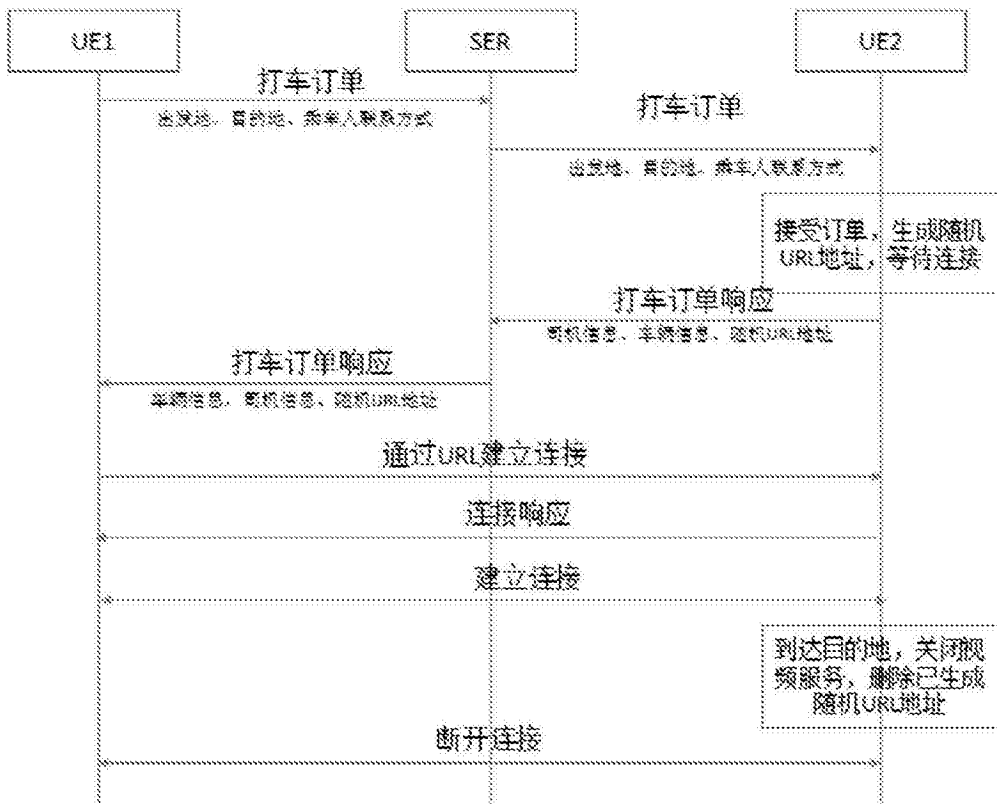 UE1
SER
UE2
打车订单
出发地、目的地、乘车人联系方式
打车订单
出发地、目的地、乘车人联系方式
接受订单，生成随机
URL地址，等待连接
打车订单响应
司机信息、车辆信息、随机URL地址
打车订单响应
车辆信息、司机信息、随机URL地址
通过URL建立连接
连接响应
建立连接
到达目的地，关闭视
频服务、删除已生成
随机URL地址
断开连接